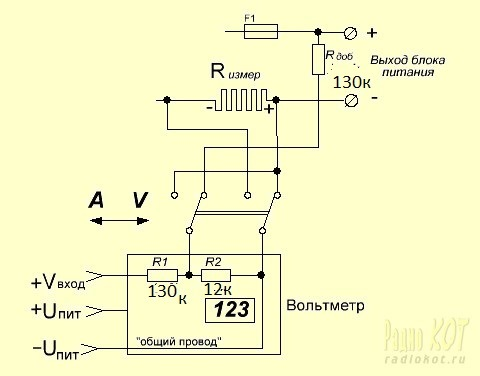 F1
+
R доб
130к
Выход блока
питания
R измер
- +
-
A V
R1 R2
+Vвход
130 к 12к
+Uпит
123
Вольтметр
-Uпит
"общий провод"
Радио КОТ
radiokot.ru